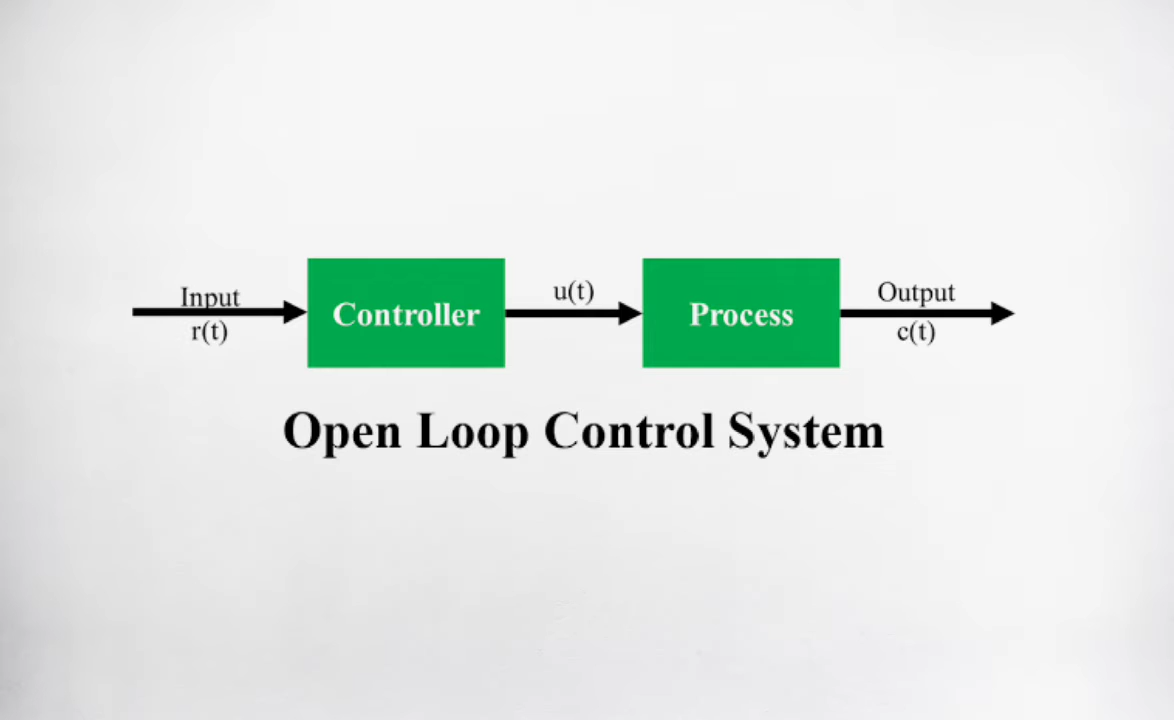 Input
r(t)
Controller
u(t)
Process
Output
c(t)
Open Loop Control System